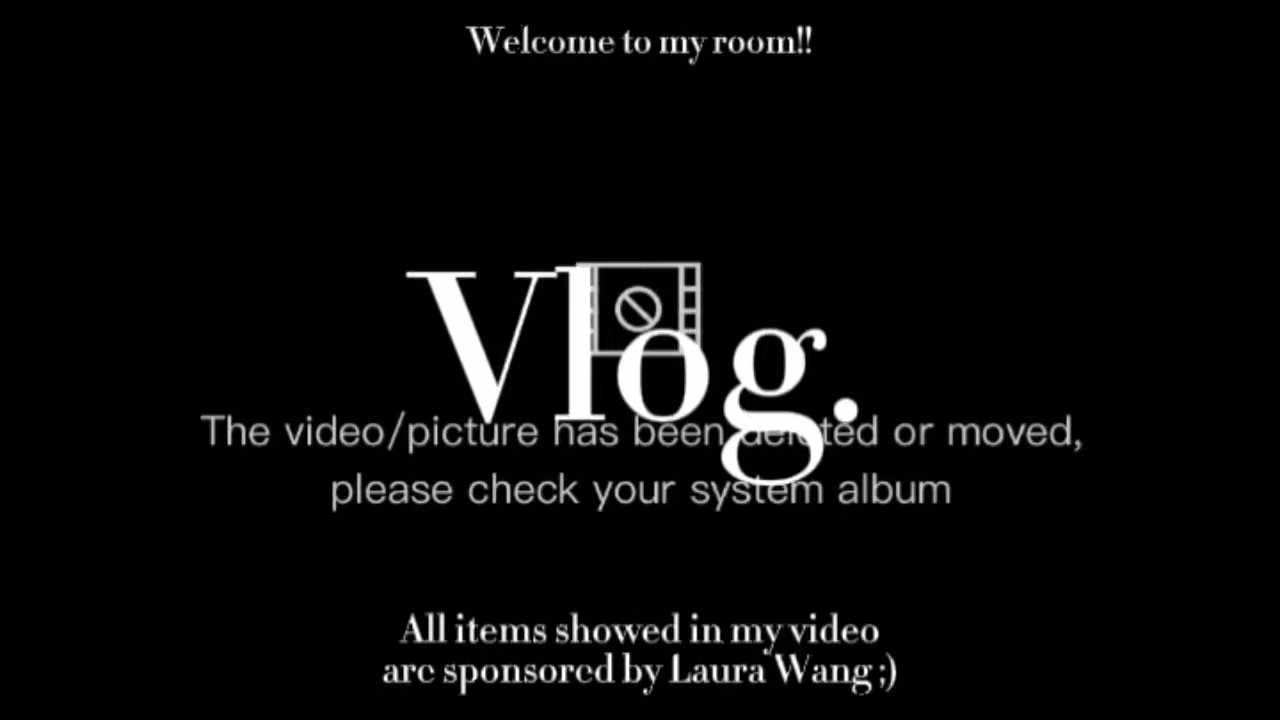 Welcome to my room!!
Vlog.
The video/picture has been deleted or moved,
please check your system album
All items showed in my video
are sponsored by Laura Wang ;)